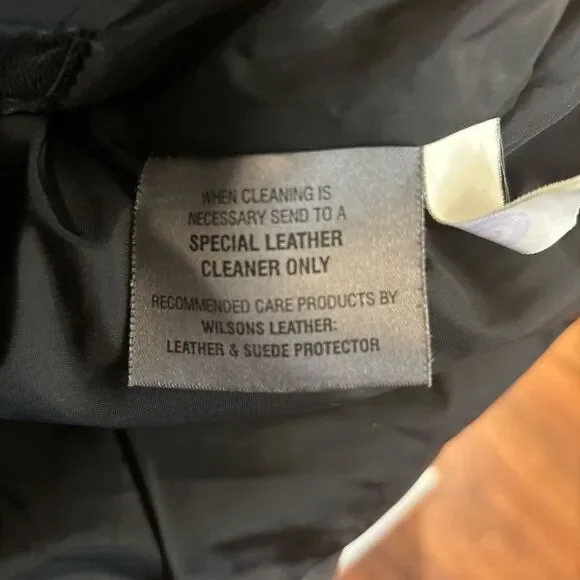 WHEN CLEANING IS
NECESSARY SEND TO A
SPECIAL LEATHER
CLEANER ONLY
RECOMMENDED CARE PRODUCTS BY
WILSONS LEATHER:
LEATHER & SUEDE PROTECTOR